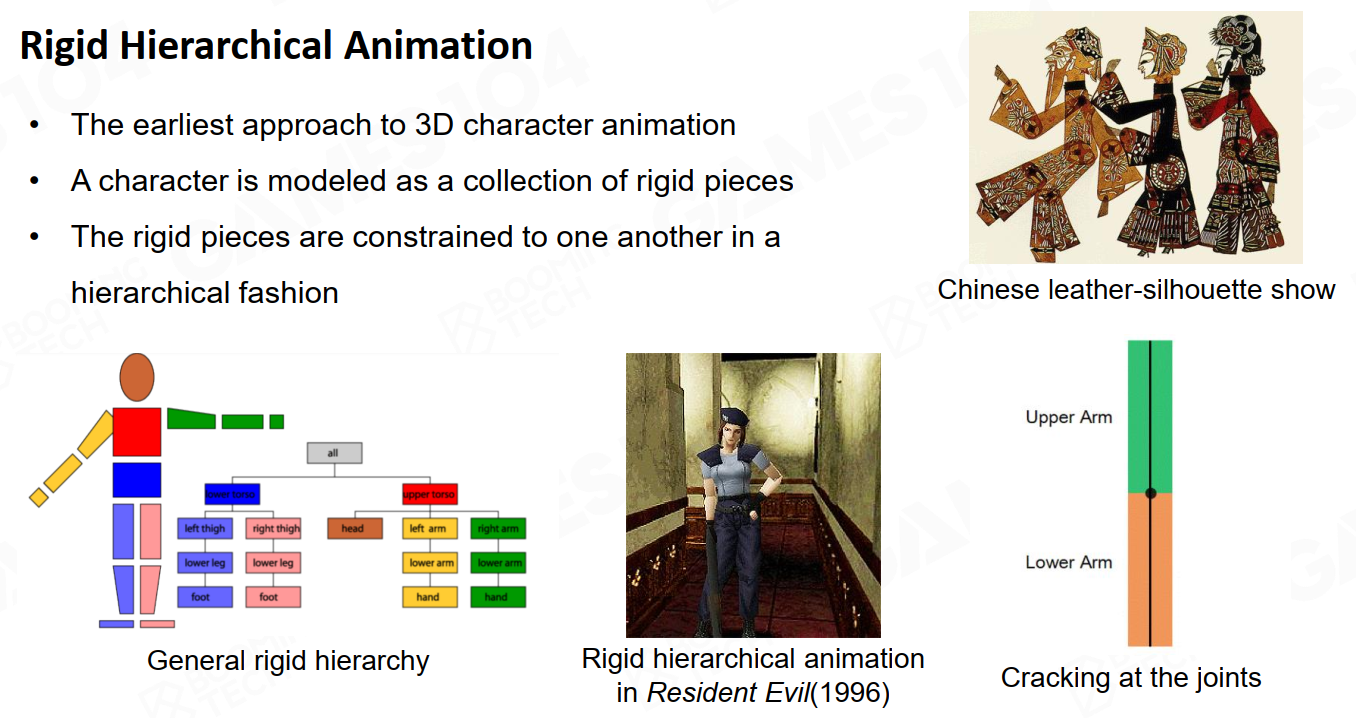 Rigid Hierarchical Animation
• The earliest approach to 3D character animation
• A character is modeled as a collection of rigid pieces
• The rigid pieces are constrained to one another in a
hierarchical fashion
Chinese leather-silhouette show
all
lower torso
upper torso
left thigh
right thigh
head
left arm
right arm
lower leg
lower leg
lower arm
lower arm
foot
foot
hand
hand
General rigid hierarchy
Rigid hierarchical animation
in Resident Evil(1996)
Upper Arm
Lower Arm
Cracking at the joints
GAMES104
BOOMING
TECH